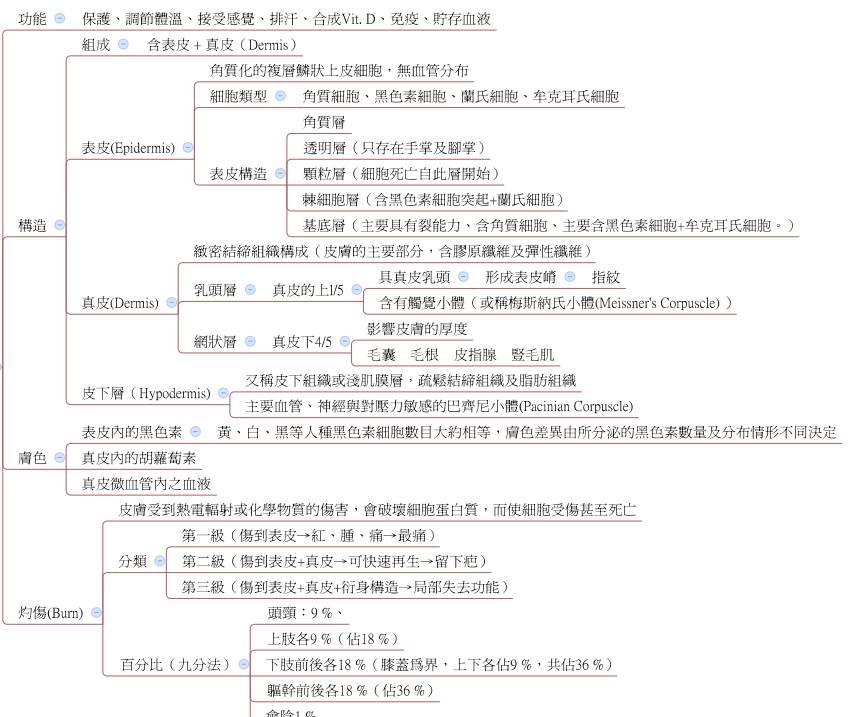 功能 保護、調節體溫、接受感覺、排汗、合成Vit. D、免疫、貯存血液
組成 含表皮 + 真皮（Dermis）
角質化的複層鱗狀上皮細胞，無血管分布
細胞類型 角質細胞、黑色素細胞、蘭氏細胞、牟克耳氏細胞
角質層
表皮(Epidermis)
透明層（只存在手掌及腳掌）
表皮構造 顆粒層（細胞死亡自此層開始）
棘細胞層（含黑色素細胞突起+蘭氏細胞）
構造 基底層（主要具有裂能力、含角質細胞、主要含黑色素細胞+牟克耳氏細胞。）
緻密結締組織構成（皮膚的主要部分，含膠原纖維及彈性纖維）
具真皮乳頭 形成表皮嵴 指紋
乳頭層 真皮的上1/5
真皮(Dermis) 含有觸覺小體（或稱梅斯納氏小體(Meissner's Corpuscle) ）
影響皮膚的厚度
網狀層 真皮下4/5
毛囊 毛根 皮指腺 豎毛肌
又稱皮下組織或淺肌膜層，疏鬆結締組織及脂肪組織
皮下層（Hypodermis)
主要血管、神經與對壓力敏感的巴齊尼小體(Pacinian Corpuscle)
表皮內的黑色素 黃、白、黑等人種黑色素細胞數目大約相等，膚色差異由所分泌的黑色素數量及分布情形不同決定
膚色 真皮內的胡蘿蔔素
真皮微血管內之血液
皮膚受到熱電輻射或化學物質的傷害，會破壞細胞蛋白質，而使細胞受傷甚至死亡
第一級（傷到表皮→紅、腫、痛→最痛）
分類 第二級（傷到表皮+真皮→可快速再生→留下疤）
第三級（傷到表皮+真皮+衍身構造→局部失去功能）
灼傷(Burn) 頭頸：9 %、
上肢各9 %（佔18 %）
百分比（九分法） 下肢前後各18 %（膝蓋為界，上下各佔9 %，共佔36 %）
軀幹前後各18 %（佔36 %）
會陰1 %